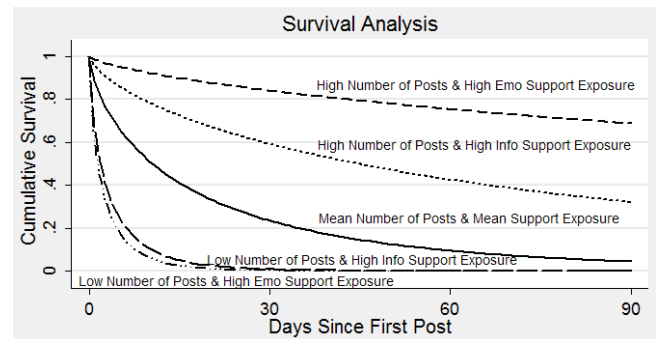 Survival Analysis
Cumulative Survival
1
.8
.6
.4
.2
0
High Number of Posts & High Emo Support Exposure
High Number of Posts & High Info Support Exposure
Mean Number of Posts & Mean Support Exposure
Low Number of Posts & High Info Support Exposure
Low Number of Posts & High Emo Support Exposure
0 30 60 90
Days Since First Post